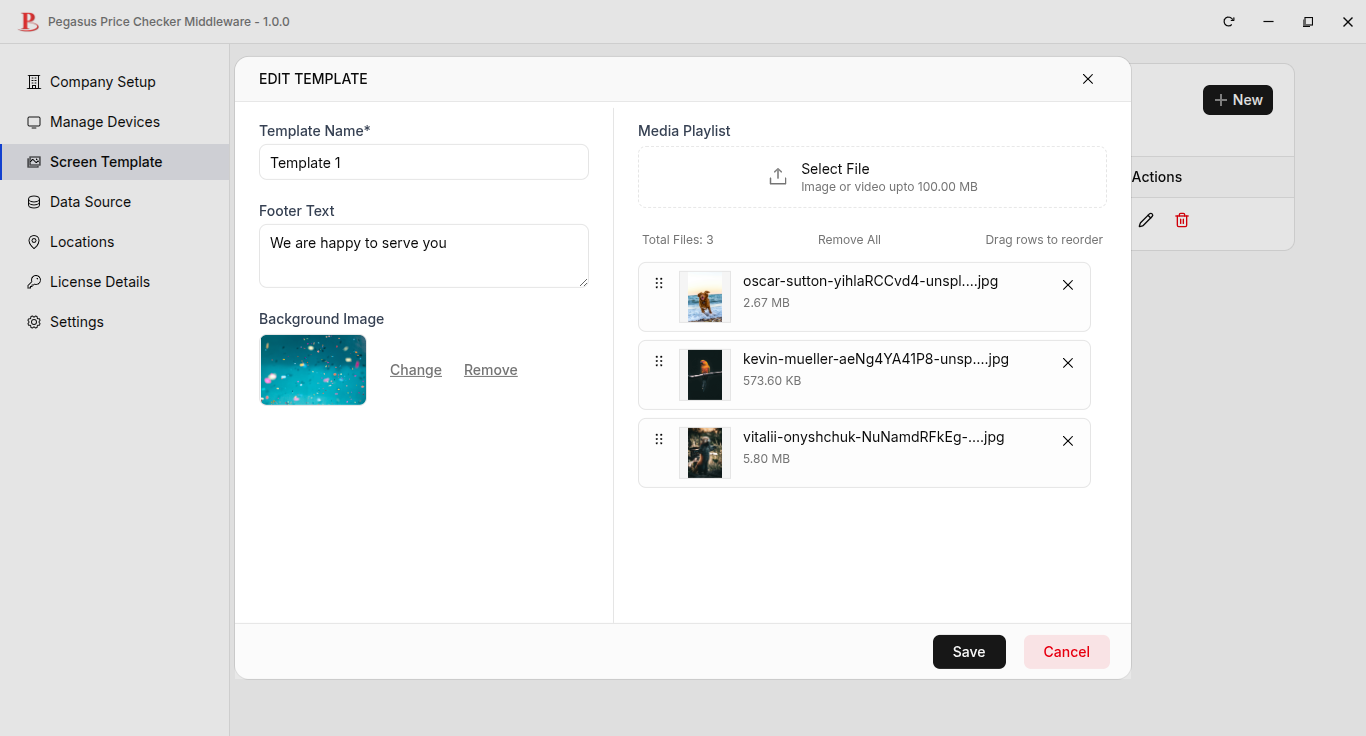 Pegasus Price Checker Middleware - 1.0.0
Company Setup
Manage Devices
Screen Template
Data Source
Locations
License Details
Settings
New
Actions
EDIT TEMPLATE
Template Name*
Template 1
Footer Text
We are happy to serve you
Background Image
Change Remove
Media Playlist
Select File
Image or video upto 100.00 MB
Total Files: 3 Remove All Drag rows to reorder
oscar-sutton-yihlaRCCvd4-unspl....jpg
2.67 MB
kevin-mueller-aeNg4YA41P8-unsp....jpg
573.60 KB
vitalii-onyshchuk-NuNamdRFkEg-....jpg
5.80 MB
Save Cancel